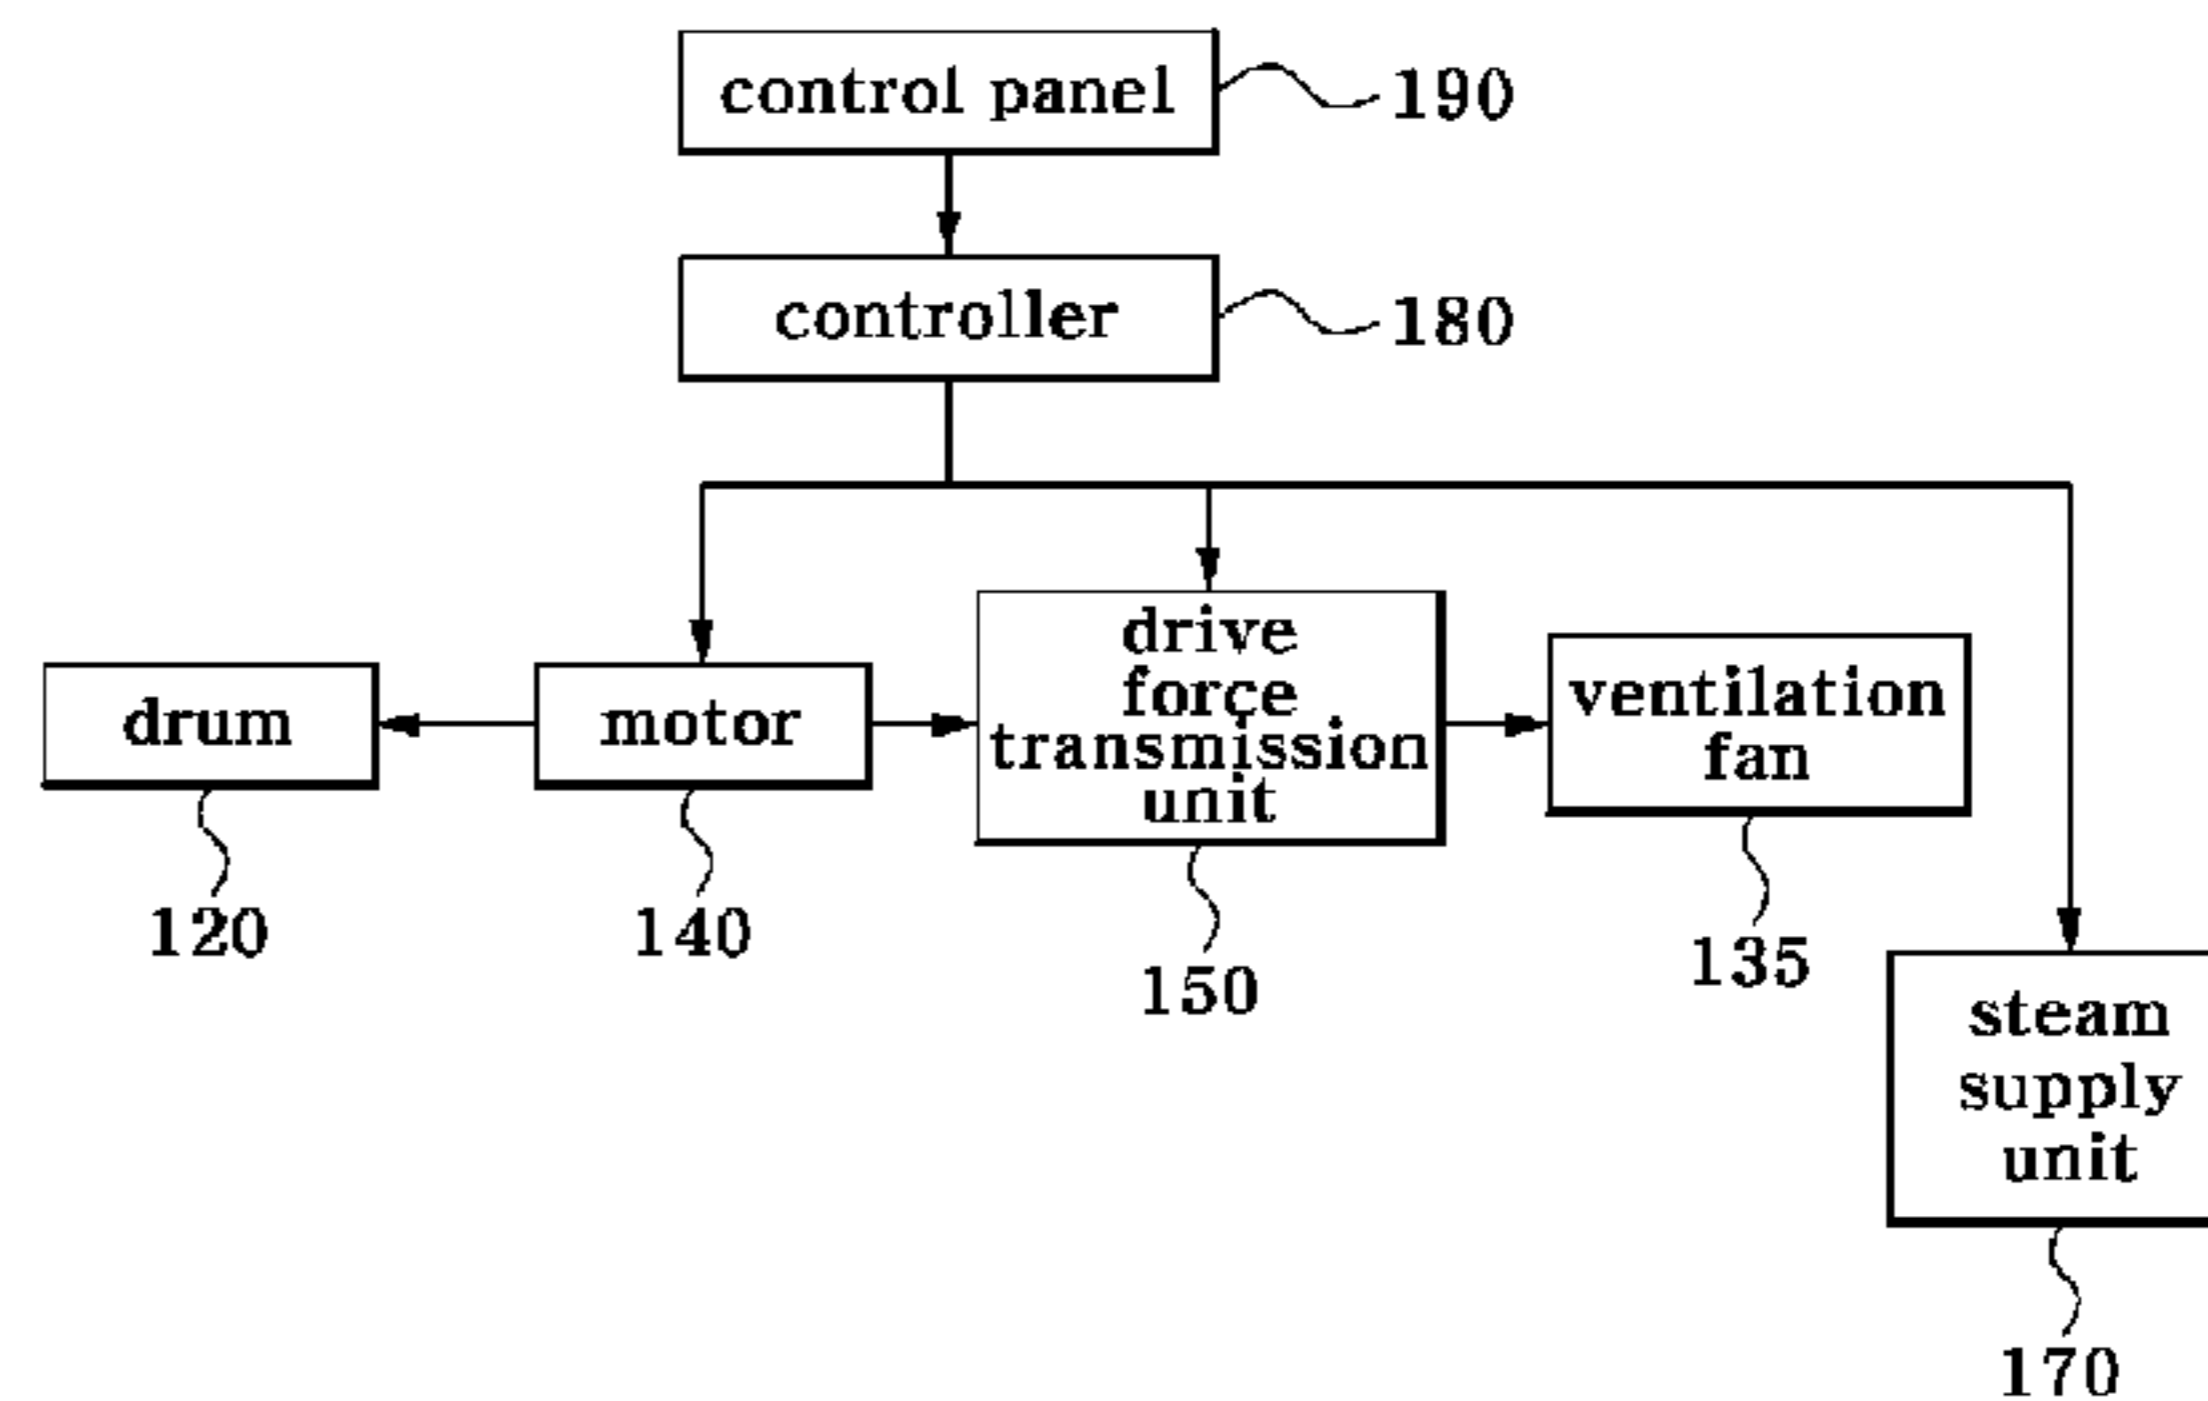 control panel
190
controller
180
drum
motor
drive
force
transmission
unit
ventilation
fan
120
140
150
135
steam
supply
unit
170